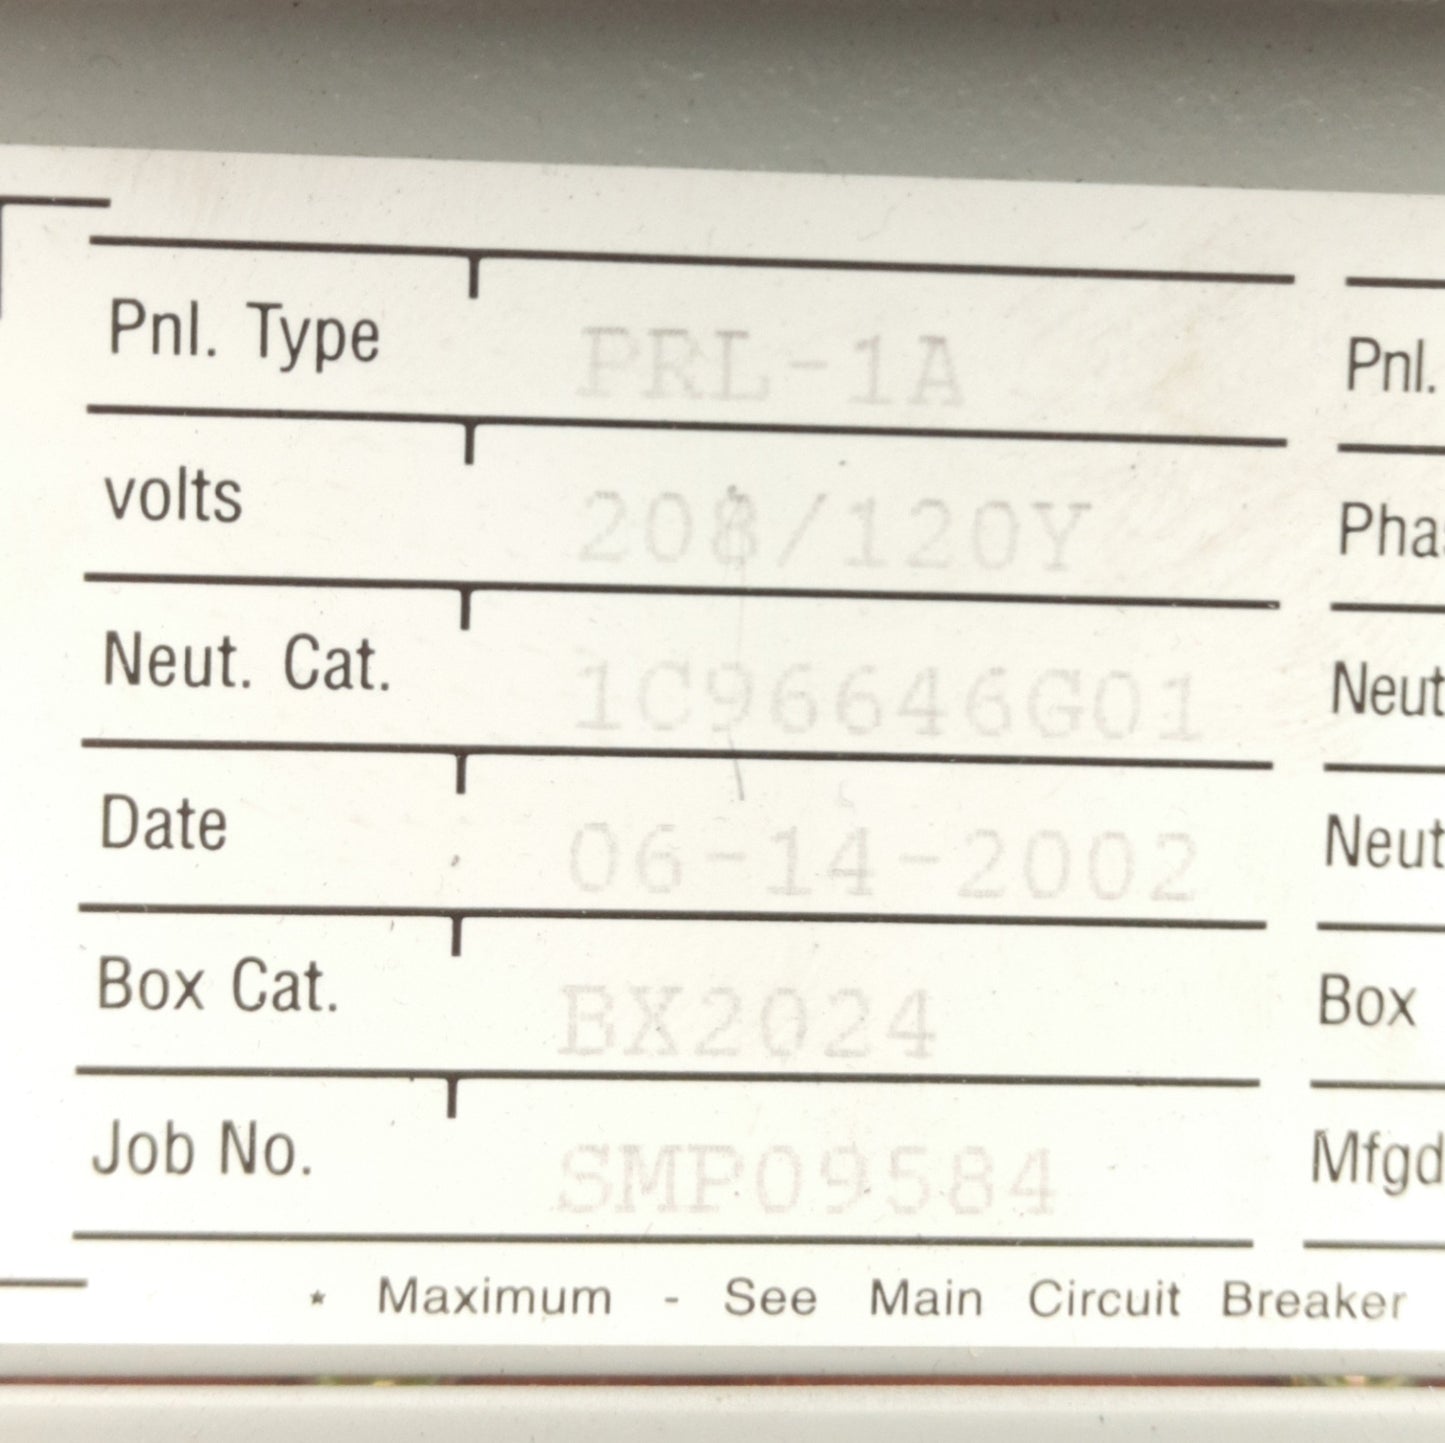 Pnl. Type PRL-1A Pnl.
volts 208/120Y Pha
Neut. Cat. 1C96646G01 Neut
Date 06-14-2002 Neut
Box Cat. BX2024 Box
Job No. SMP09584 Mfgd
* Maximum - See Main Circuit Breaker